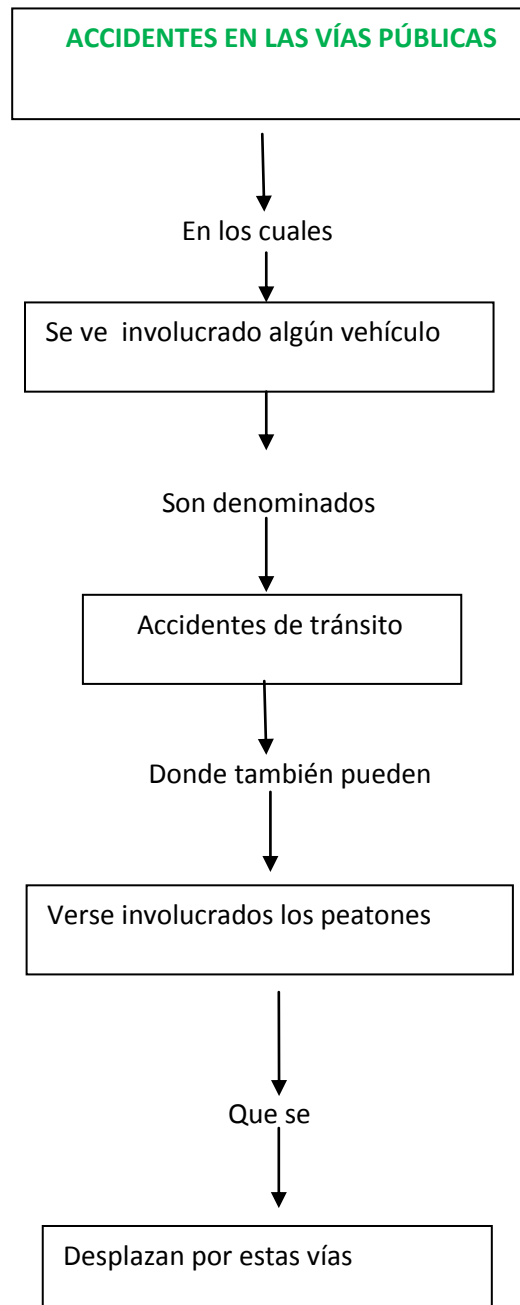 ACCIDENTES EN LAS VÍAS PÚBLICAS
En los cuales
Se ve involucrado algún vehículo
Son denominados
Accidentes de tránsito
Donde también pueden
Verse involucrados los peatones
Que se
Desplazan por estas vías